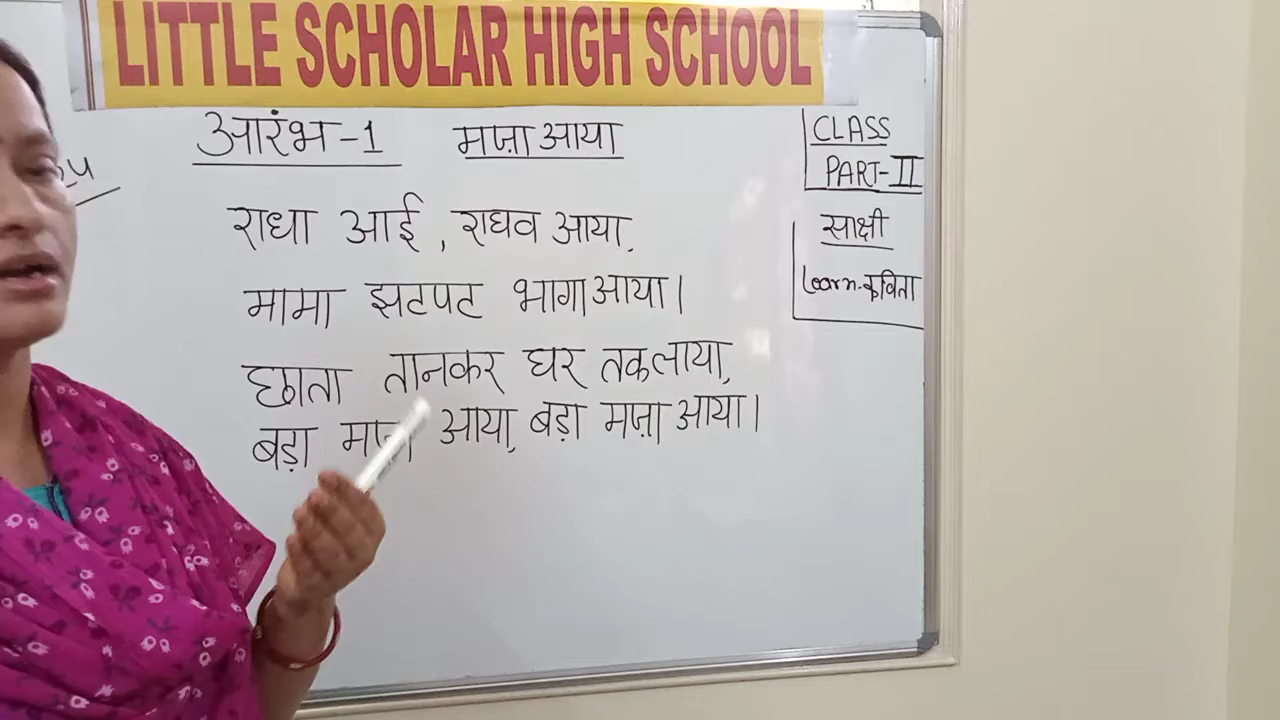 LITTLE SCHOLAR HIGH SCHOOL
आरंभ-1 मज़ा आया
राधा आई, राघव आया,
मामा झटपट भागा आया।
छाता तानकर घर तक लाया,
बड़ा मज़ा आया, बड़ा मज़ा आया।
CLASS
PART-II
साक्षी
Learn-कविता